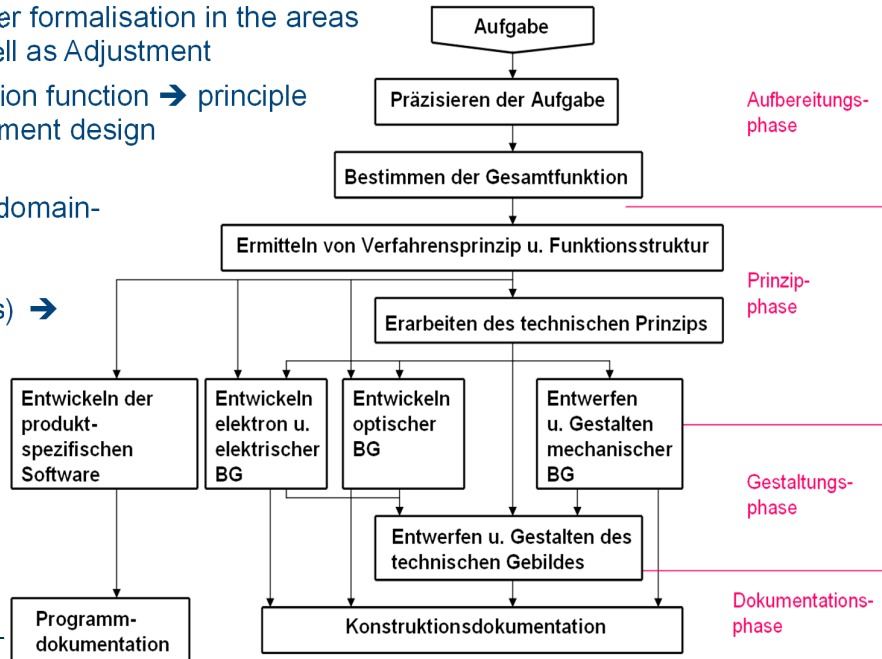 er formalisation in the areas
ell as Adjustment
ion function ➔ principle
ment design
domain-
s) ➔
Aufgabe
Präzisieren der Aufgabe
Bestimmen der Gesamtfunktion
Aufbereitungs-
phase
Ermitteln von Verfahrensprinzip u. Funktionsstruktur
Erarbeiten des technischen Prinzips
Prinzip-
phase
Entwickeln der
produkt-
spezifischen
Software
Entwickeln
elektron u.
elektrischer
BG
Entwickeln
optischer
BG
Entwerfen
u. Gestalten
mechanischer
BG
Entwerfen u. Gestalten des
technischen Gebildes
Gestaltungs-
phase
Programm-
dokumentation
Konstruktionsdokumentation
Dokumentations-
phase